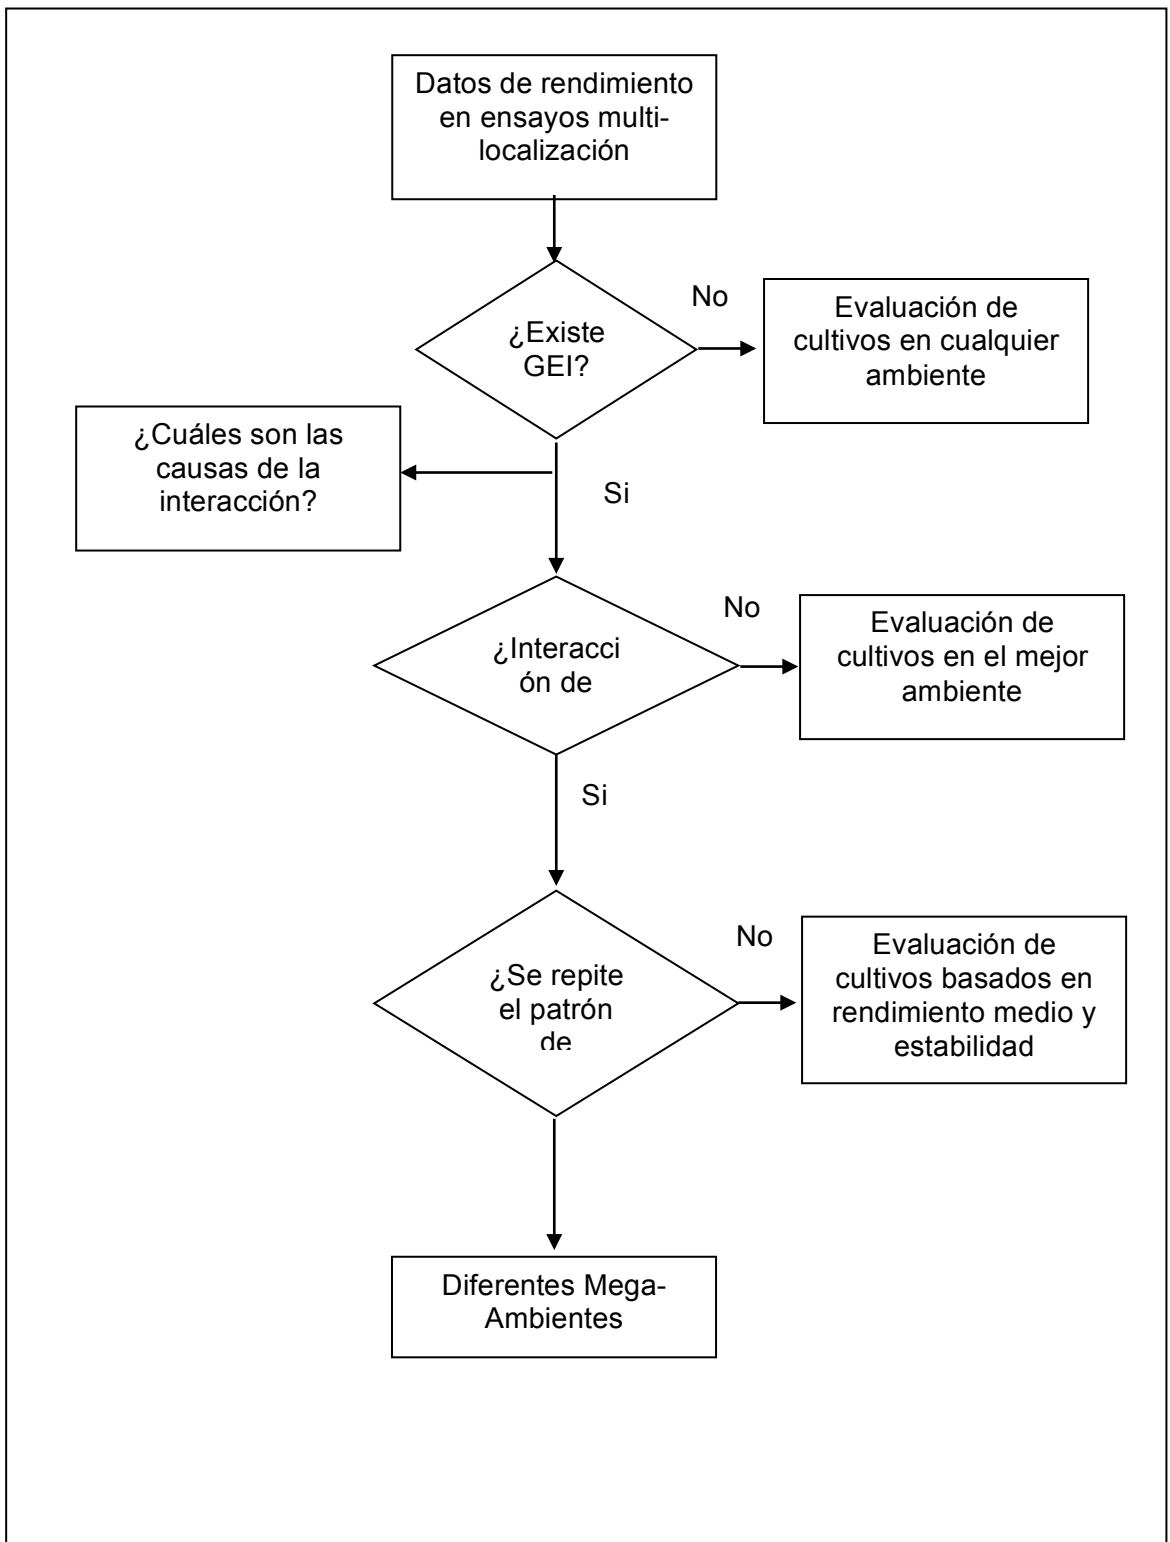 Datos de rendimiento
en ensayos multi-
localización
¿Existe
GEI?
No
Evaluación de
cultivos en cualquier
ambiente
¿Cuáles son las
causas de la
interacción?
Si
¿Interacci
ón de
No
Evaluación de
cultivos en el mejor
ambiente
Si
¿Se repite
el patrón
de
No
Evaluación de
cultivos basados en
rendimiento medio y
estabilidad
Diferentes Mega-
Ambientes